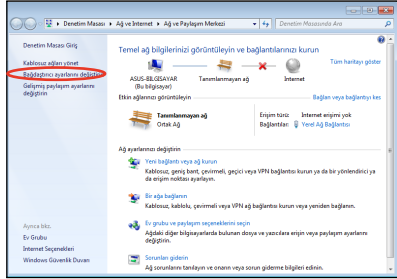 Denetim Masası ▸ Ağ ve Internet ▸ Ağ ve Paylaşım Merkezi
Denetim Masasında Ara
Denetim Masası Giriş
Kablosuz ağları yönet
Bağdaştırıcı ayarlarını değiştirin
Gelişmiş paylaşım ayarlarını
değiştirin
Temel ağ bilgilerinizi görüntüleyin ve bağlantılarınızı kurun
Tüm haritayı göster
ASUS-BILGISAYAR
(Bu bilgisayar)
Tanımlanmayan ağ
Internet
Etkin ağlarınızı görüntüleyin
Bağlan veya bağlantıyı kes
Tanımlanmayan ağ
Ortak Ağ
Erişim türü: Internet erişimi yok
Bağlantılar: Yerel Ağ Bağlantısı
Ağ ayarlarınızı değiştirin
Yeni bağlantı veya ağ kurun
Kablosuz, geniş bant, çevirmeli, geçici veya VPN bağlantısı kurun ya da bir yönlendirici ya
da erişim noktası ayarlayın.
Bir ağa bağlanın
Kablosuz, kablolu, çevirmeli veya VPN ağ bağlantısı kurun veya yeniden bağlanın.
Ev grubu ve paylaşım seçeneklerini seçin
Ağdaki diğer bilgisayarlarda bulunan dosya ve yazıcılara erişin veya paylaşım ayarlarını
değiştirin.
Sorunları giderin
Ağ sorunlarını tanılayın ve onarın veya sorun giderme bilgileri edinin.
Ayrıca bkz.
Ev Grubu
Internet Seçenekleri
Windows Güvenlik Duvarı